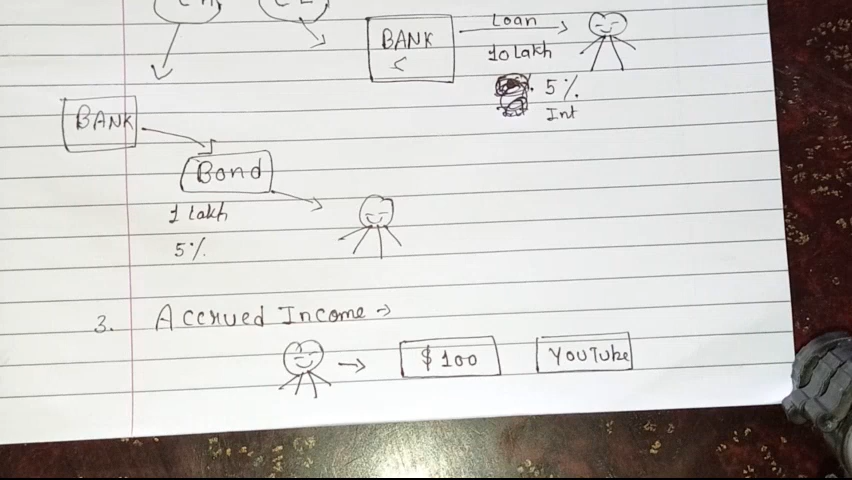 Loan
BANK
10 lakh
5%
Int
BANK
Bond
1 lakh
5%
3. Accrued Income →
$100 YouTube